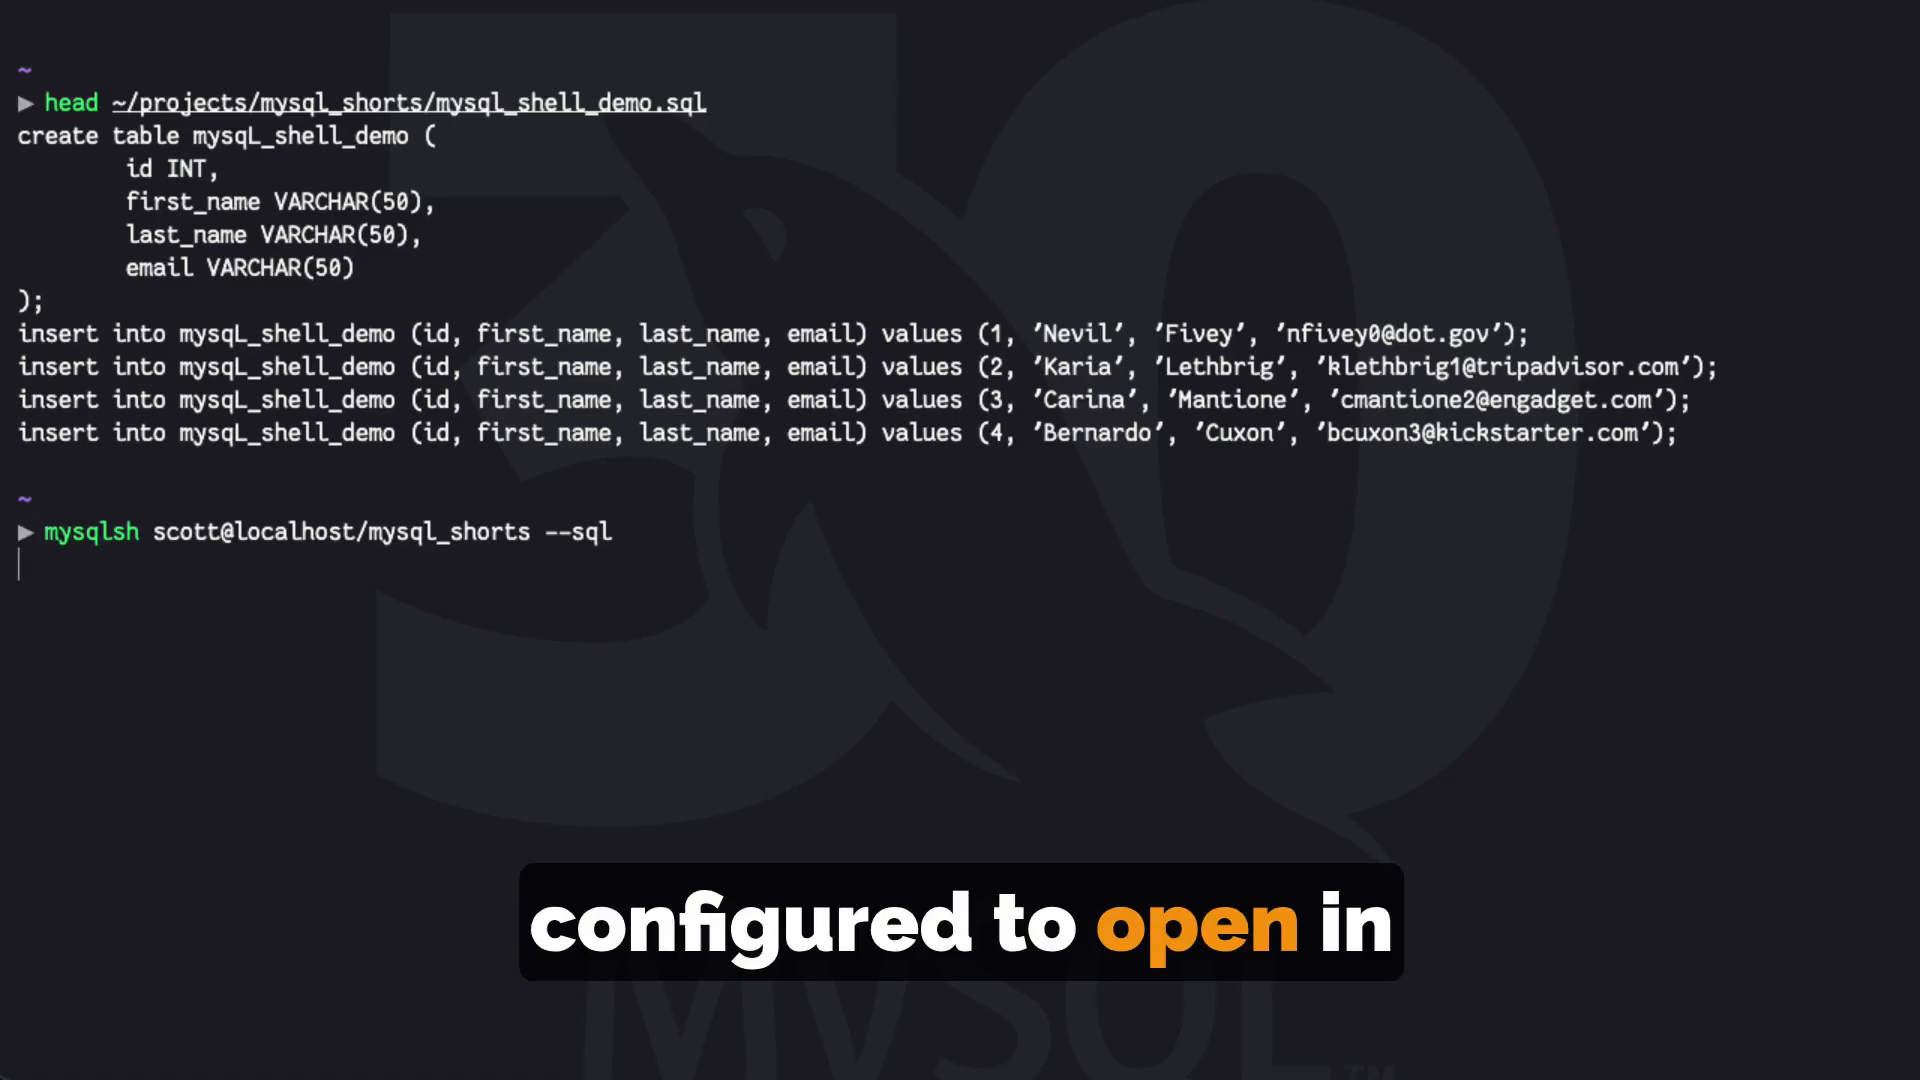 ~
▶ head ~/projects/mysql_shorts/mysql_shell_demo.sql
create table mysqL_shell_demo (
        id INT,
        first_name VARCHAR(50),
        last_name VARCHAR(50),
        email VARCHAR(50)
);
insert into mysqL_shell_demo (id, first_name, last_name, email) values (1, 'Nevil', 'Fivey', 'nfivey0@dot.gov');
insert into mysqL_shell_demo (id, first_name, last_name, email) values (2, 'Karia', 'Lethbrig', 'klethbrig1@tripadvisor.com');
insert into mysqL_shell_demo (id, first_name, last_name, email) values (3, 'Carina', 'Mantione', 'cmantione2@engadget.com');
insert into mysqL_shell_demo (id, first_name, last_name, email) values (4, 'Bernardo', 'Cuxon', 'bcuxon3@kickstarter.com');
~
▶ mysqlsh scott@localhost/mysql_shorts --sql
configured to open in
30
MySQL™